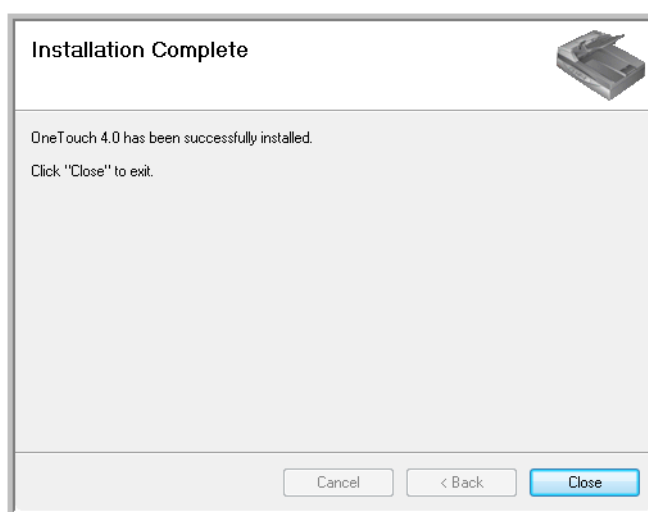 Installation Complete
OneTouch 4.0 has been successfully installed.
Click "Close" to exit.
Cancel
< Back
Close